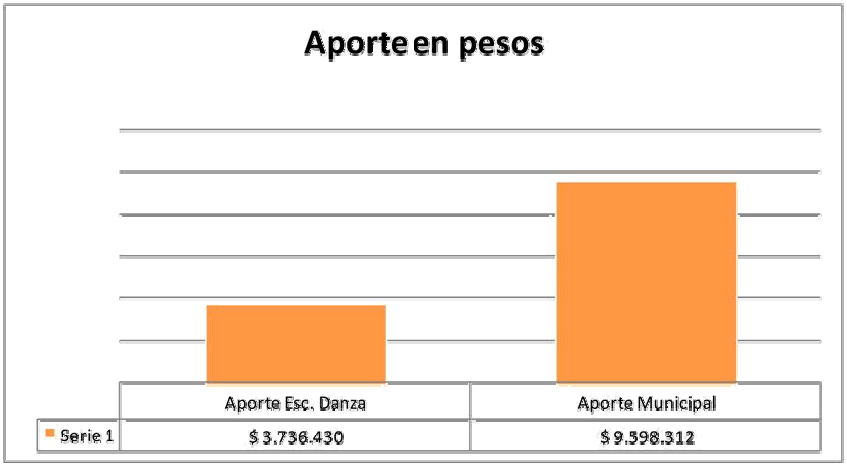 Aporte en pesos
Aporte Esc. Danza Aporte Municipal
Serie 1 $ 3.736.430 $ 9.598.312